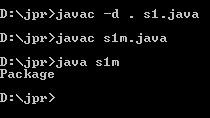 D:\jpr>javac -d . s1.java
D:\jpr>javac s1m.java
D:\jpr>java s1m
Package
D:\jpr>